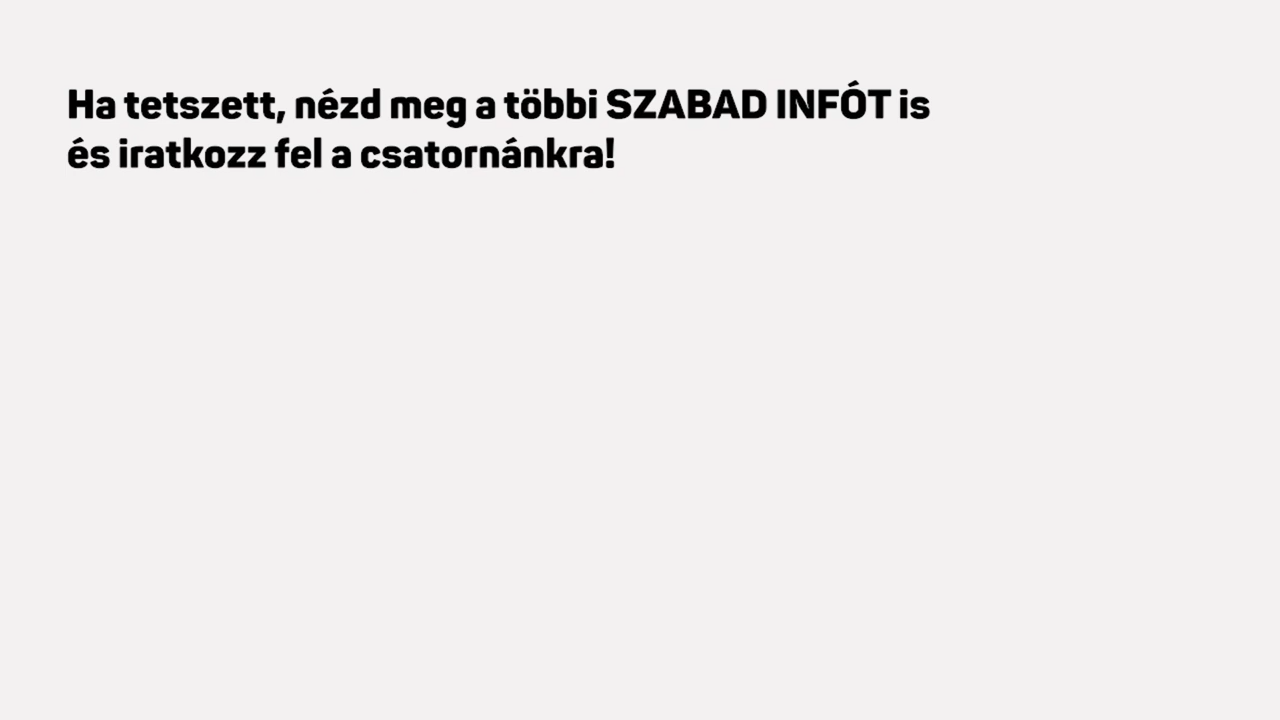 Ha tetszett, nézd meg a többi SZABAD INFÓT is
és iratkozz fel a csatornánkra!